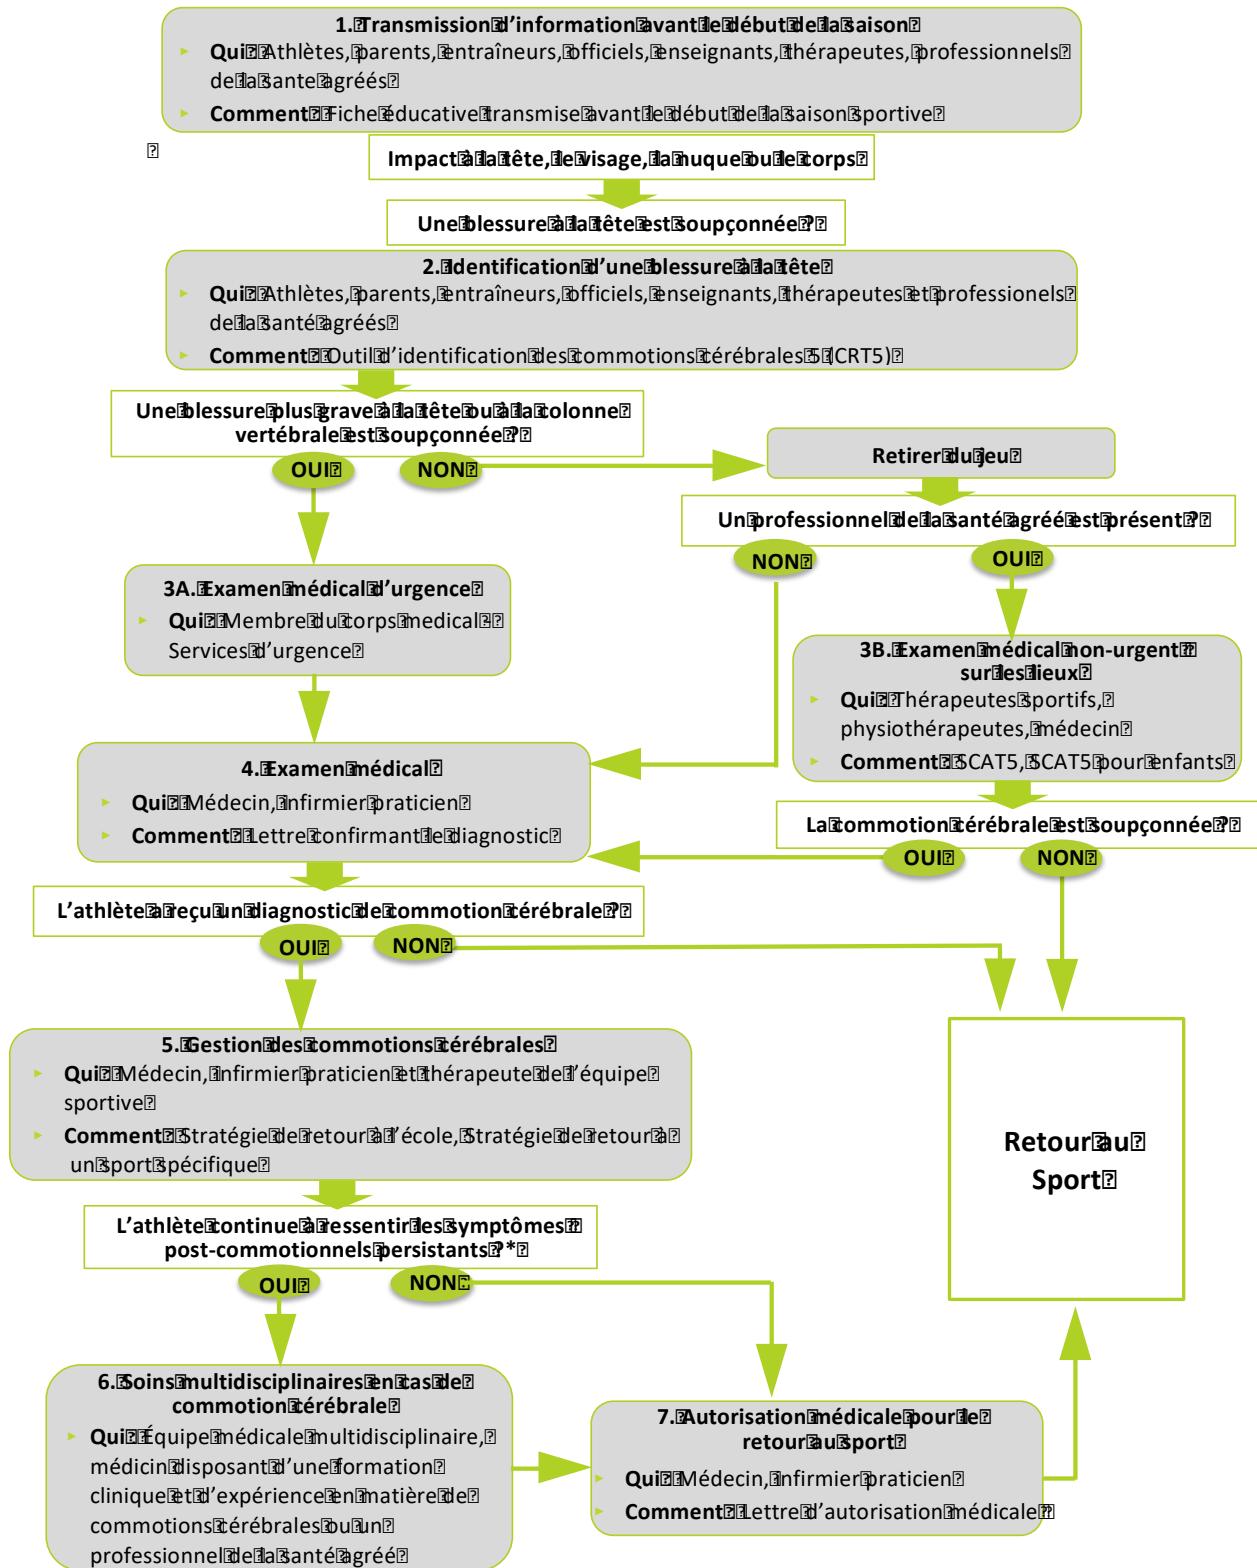 1. Transmission d'information avant le début de la saison
Qui : Athlètes, parents, entraîneurs, officiels, enseignants, thérapeutes, professionnels
de la sante agréés
Comment : Fiche éducative transmise avant le début de la saison sportive
Impact à la tête, le visage, la nuque ou le corps
Une blessure à la tête est soupçonnée ?
2. Identification d'une blessure à la tête
Qui : Athlètes, parents, entraîneurs, officiels, enseignants, thérapeutes et professionels
de la santé agréés
Comment : Outil d'identification des commotions cérébrales 5 (CRT5)
Une blessure plus grave à la tête ou à la colonne
vertébrale est soupçonnée ?
OUI
NON
Retirer du jeu
Un professionnel de la santé agréé est présent ?
NON
OUI
3A. Examen médical d'urgence
Qui : Membre du corps medical –
Services d'urgence
3B. Examen médical non-urgent
sur les lieux
Qui : Thérapeutes sportifs,
physiothérapeutes, médecin
Comment : SCAT5, SCAT5 pour enfants
4. Examen médical
Qui : Médecin, infirmier praticien
Comment : Lettre confirmant le diagnostic
La commotion cérébrale est soupçonnée ?
OUI
NON
L'athlète a reçu un diagnostic de commotion cérébrale ?
OUI
NON
5. Gestion des commotions cérébrales
Qui : Médecin, infirmier praticien et thérapeute de l'équipe
sportive
Comment : Stratégie de retour à l'école, Stratégie de retour à
un sport spécifique
Retour au
Sport
L'athlète continue à ressentir les symptômes
post-commotionnels persistants ?*
OUI
NON
6. Soins multidisciplinaires en cas de
commotion cérébrale
Qui : Équipe médicale multidisciplinaire,
médicin disposant d'une formation
clinique et d'expérience en matière de
commotions cérébrales ou un
professionnel de la santé agréé
7. Autorisation médicale pour le
retour au sport
Qui : Médecin, infirmier praticien
Comment : Lettre d'autorisation médicale